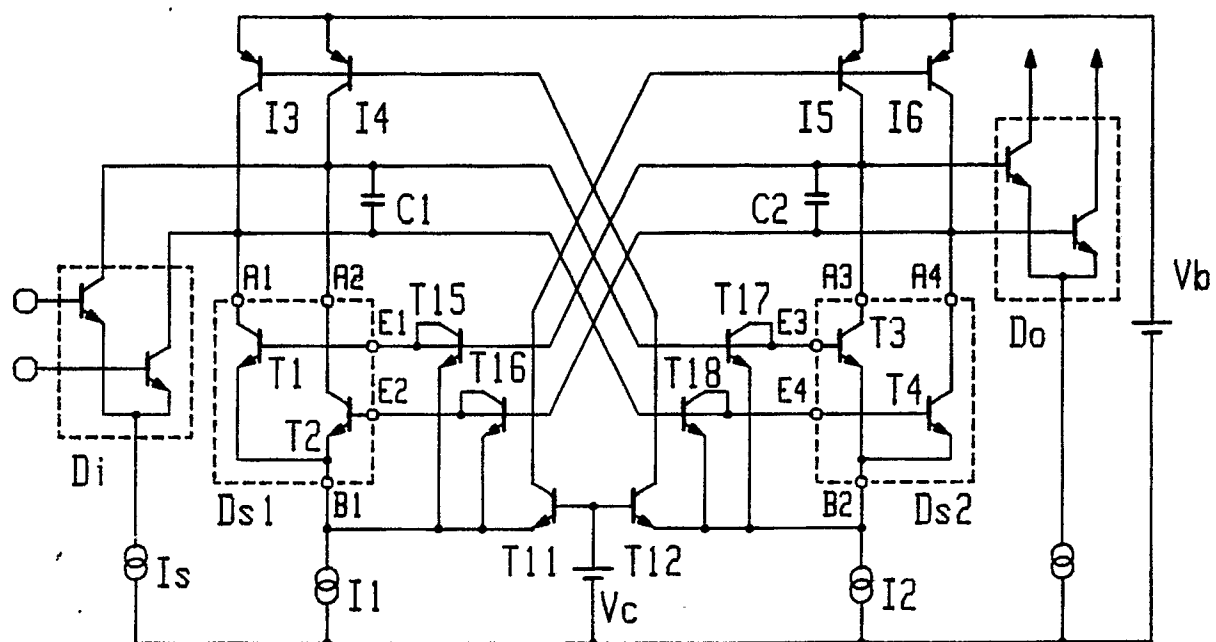 I3 I4 I5 I6
C1 C2
A1 A2 A3 A4
Vb
T15 T17
E1 E3
T1 T16 T18 T3
Do
E2 E4
T2 T4
Di
B1 B2
Ds1 Ds2
T11 T12
Is I1 Vc I2